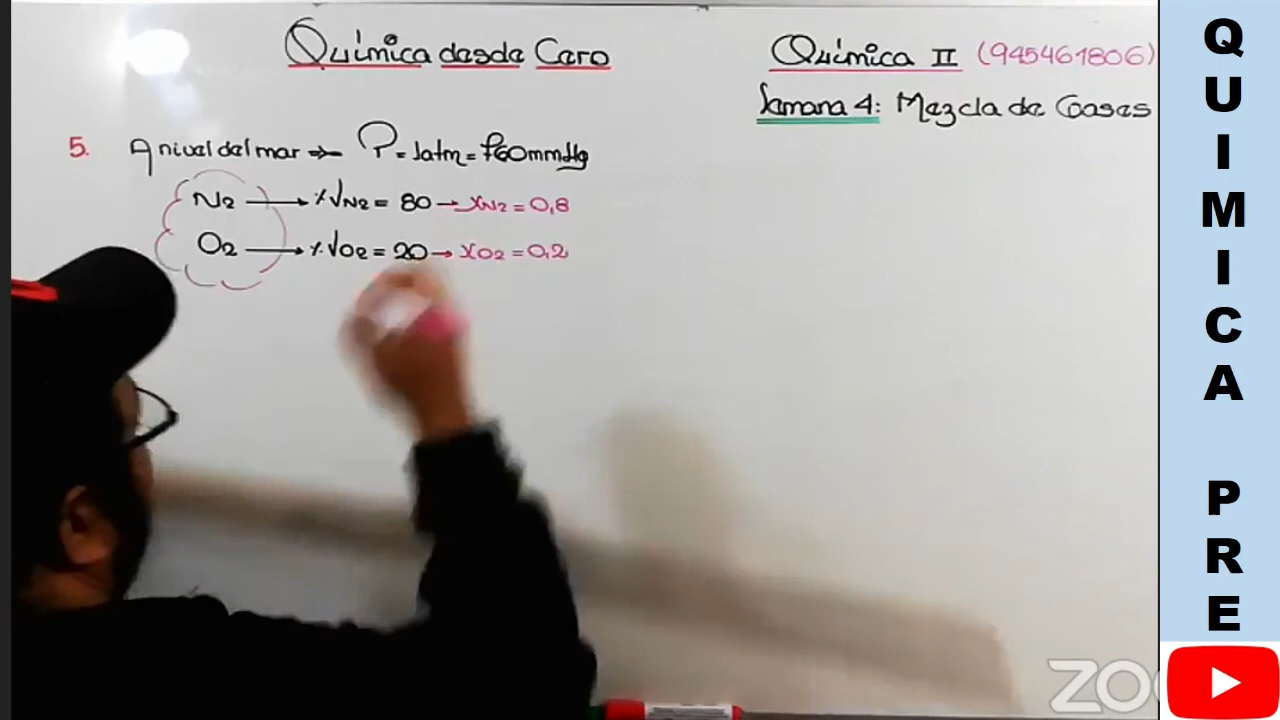 Química desde Cero
Química II (945461806)
Semana 4: Mezcla de Gases
5. A nivel del mar → P = 1atm = 760mmHg
N2 → %VN2 = 80 → XN2 = 0,8
O2 → %VO2 = 20 → XO2 = 0,2
QUIMICA PRE
ZO